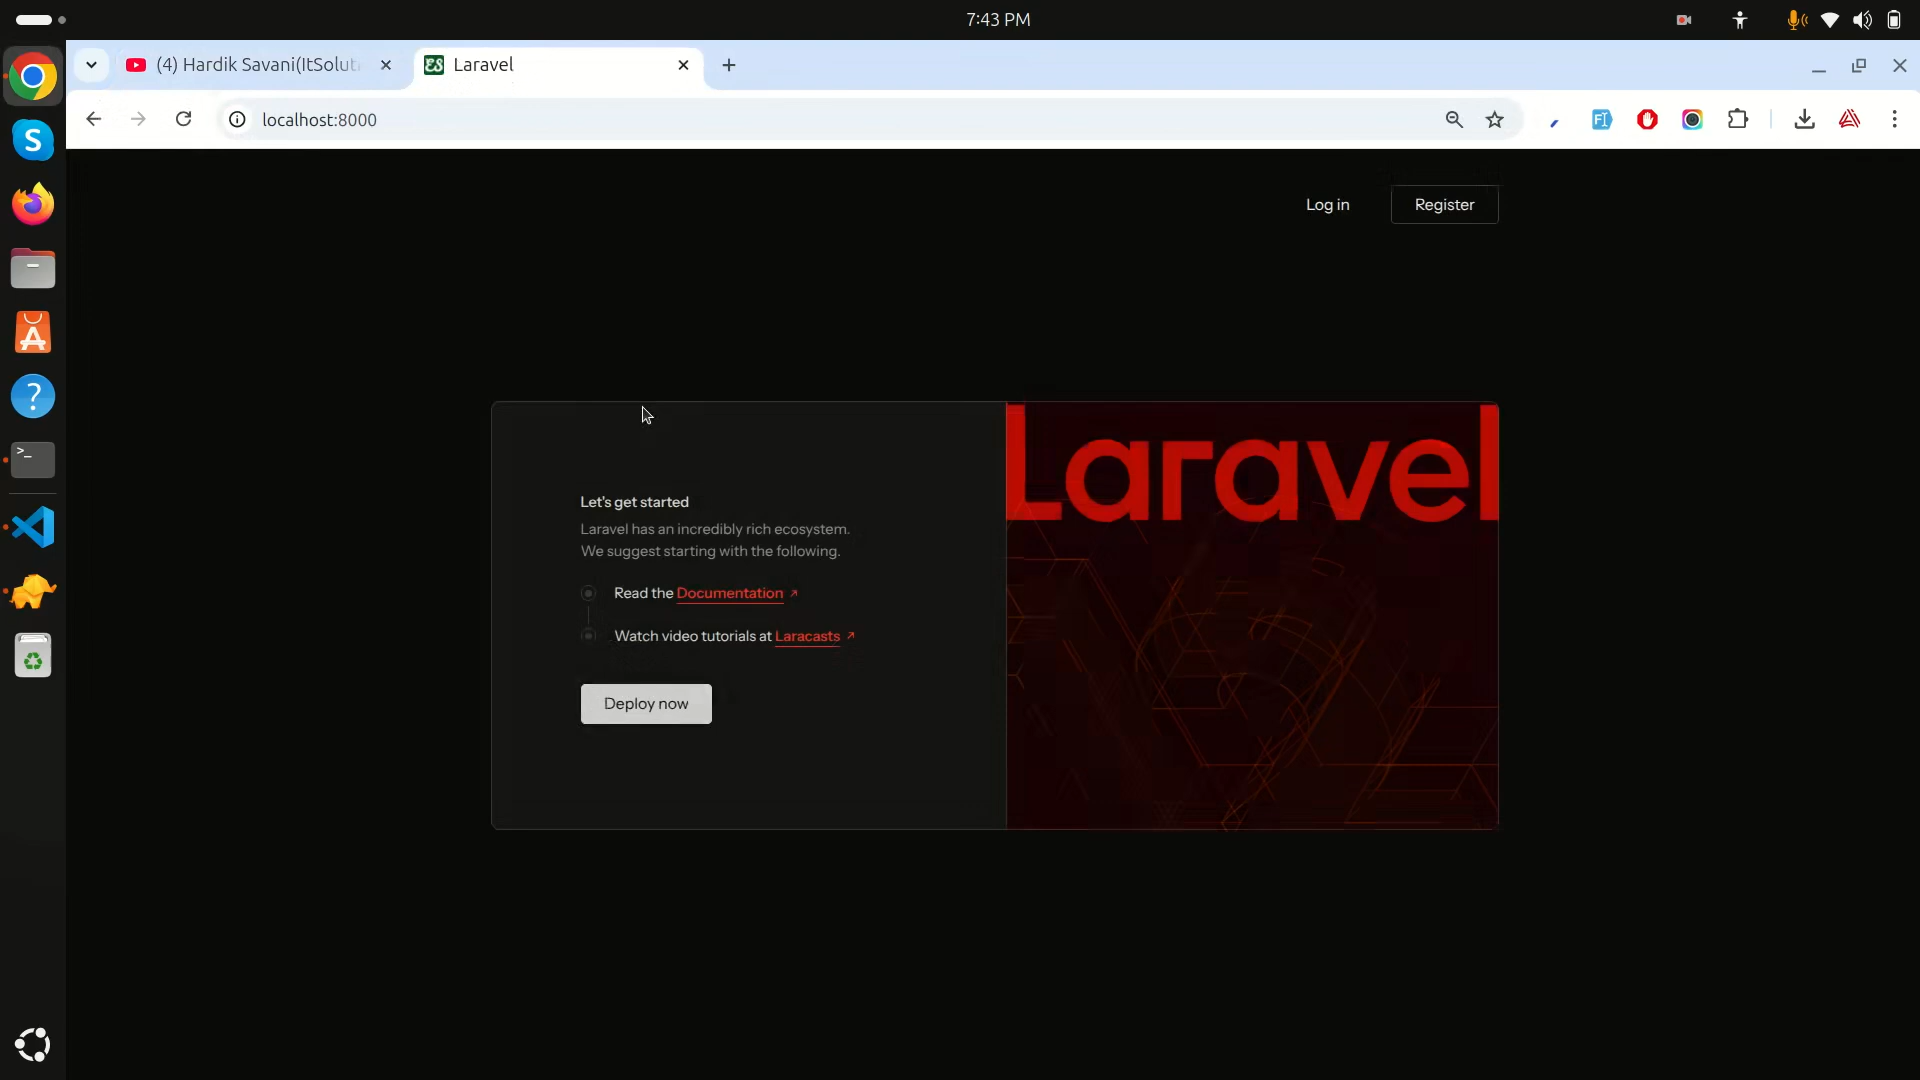 7:43 PM
(4) Hardik Savani(ItSolut
Laravel
localhost:8000
Log in
Register
Laravel
Let's get started
Laravel has an incredibly rich ecosystem.
We suggest starting with the following.
Read the Documentation
Watch video tutorials at Laracasts
Deploy now